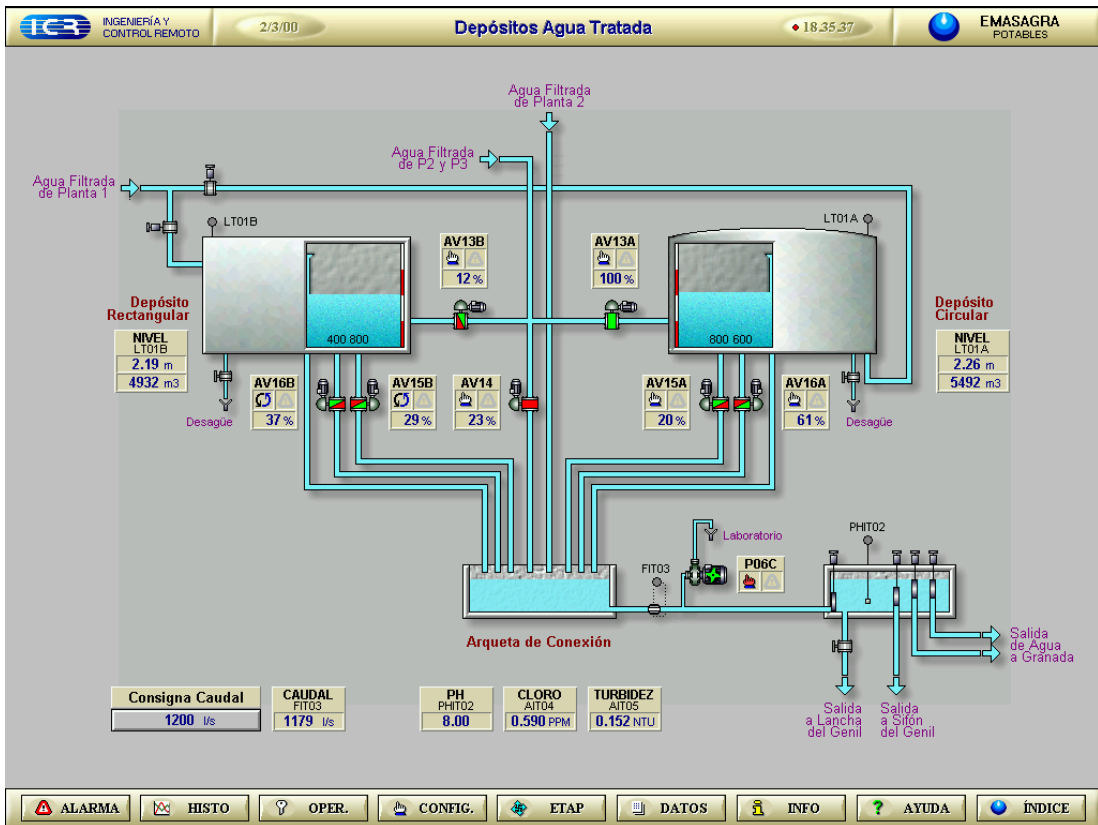 ICR
INGENIERÍA Y
CONTROL REMOTO
2/3/00
Depósitos Agua Tratada
18.35.37
EMASAGRA
POTABLES
Agua Filtrada
de Planta 2
Agua Filtrada
de P2 y P3
Agua Filtrada
de Planta 1
LT01B
LT01A
AV13B
12 %
AV13A
100 %
Depósito
Rectangular
NIVEL
LT01B
2.19 m
4932 m3
400 800
800 600
Depósito
Circular
NIVEL
LT01A
2.26 m
5492 m3
Desagüe
AV16B
37 %
AV15B
29 %
AV14
23 %
AV15A
20 %
AV16A
61 %
Desagüe
Laboratorio
PHIT02
FIT03
P06C
Arqueta de Conexión
Salida
de Agua
a Granada
Salida
a Lancha
del Genil
Salida
a Sifón
del Genil
Consigna Caudal
1200 l/s
CAUDAL
FIT03
1179 l/s
PH
PHIT02
8.00
CLORO
AIT04
0.590 PPM
TURBIDEZ
AIT05
0.152 NTU
ALARMA
HISTO
OPER.
CONFIG.
ETAP
DATOS
INFO
AYUDA
ÍNDICE